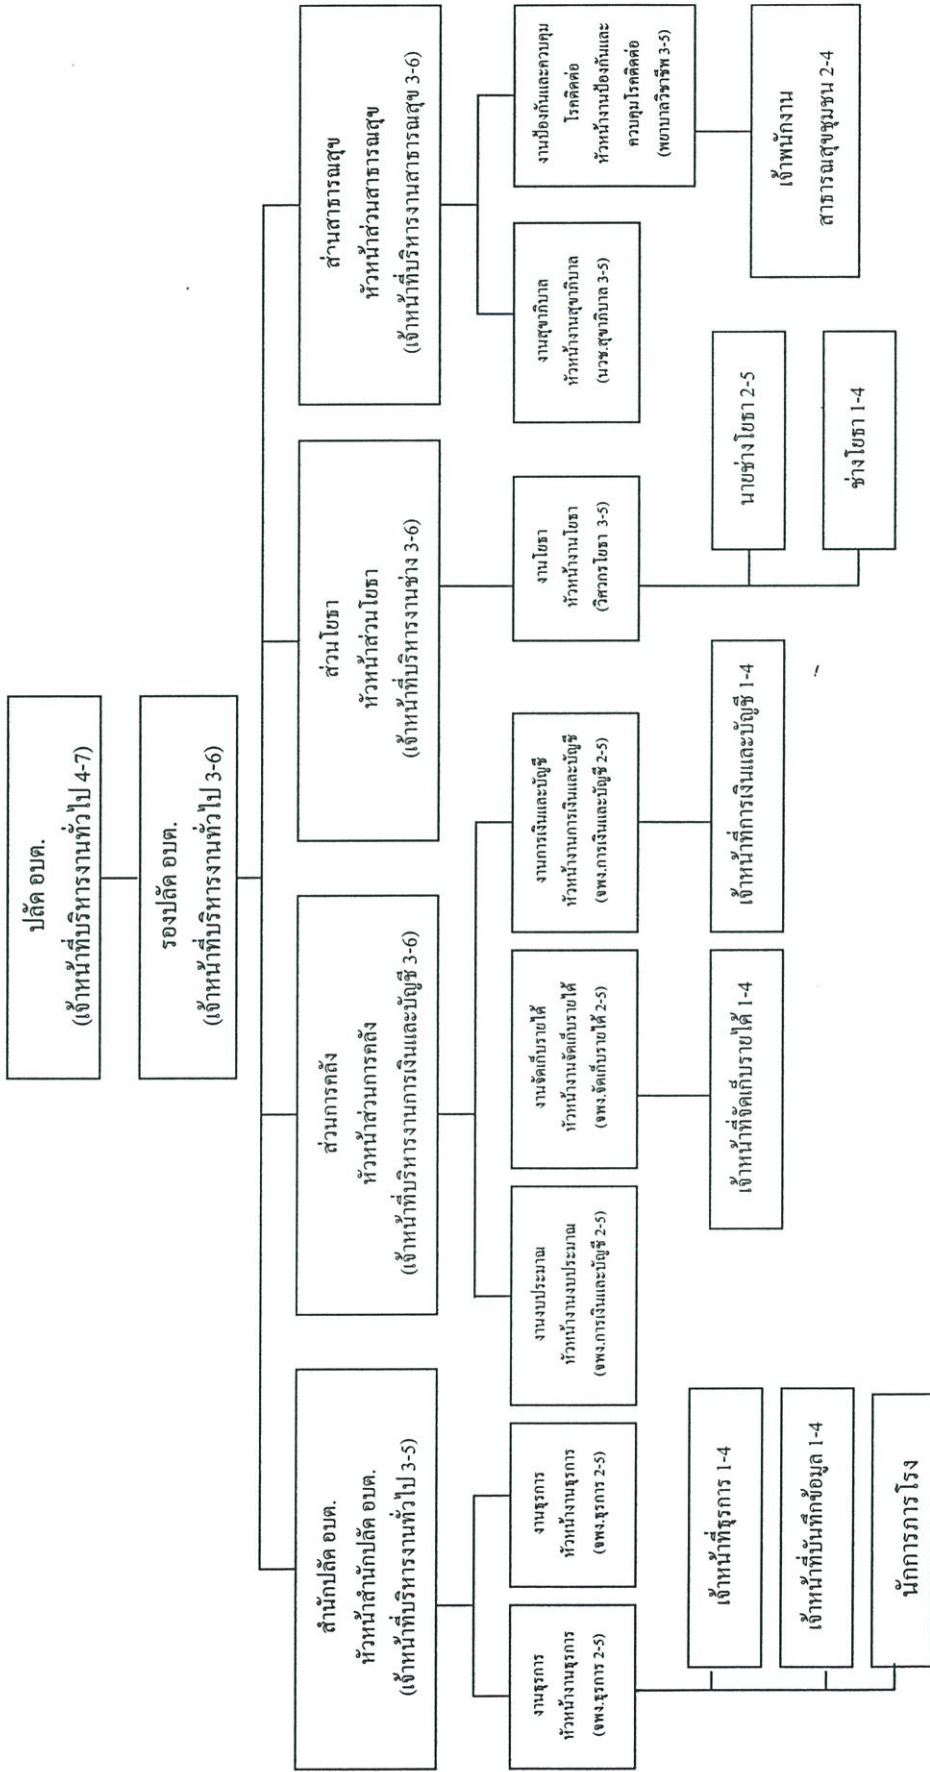 ปลัด อบต.
(เจ้าหน้าที่บริหารงานทั่วไป 4-7)
รองปลัด อบต.
(เจ้าหน้าที่บริหารงานทั่วไป 3-6)
สำนักปลัด อบต.
หัวหน้าสำนักปลัด อบต.
(เจ้าหน้าที่บริหารงานทั่วไป 3-5)
ส่วนการคลัง
หัวหน้าส่วนการคลัง
(เจ้าหน้าที่บริหารงานการเงินและบัญชี 3-6)
ส่วนโยธา
หัวหน้าส่วนโยธา
(เจ้าหน้าที่บริหารงานช่าง 3-6)
ส่วนสาธารณสุข
หัวหน้าส่วนสาธารณสุข
(เจ้าหน้าที่บริหารงานสาธารณสุข 3-6)
งานธุรการ
หัวหน้างานธุรการ
(จพง.ธุรการ 2-5)
งานธุรการ
หัวหน้างานธุรการ
(จพง.ธุรการ 2-5)
งานงบประมาณ
หัวหน้างานงบประมาณ
(จพง.การเงินและบัญชี 2-5)
งานจัดเก็บรายได้
หัวหน้างานจัดเก็บรายได้
(จพง.จัดเก็บรายได้ 2-5)
งานการเงินและบัญชี
หัวหน้างานการเงินและบัญชี
(จพง.การเงินและบัญชี 2-5)
งานโยธา
หัวหน้างานโยธา
(วิศวกรโยธา 3-5)
งานสุขาภิบาล
หัวหน้างานสุขาภิบาล
(นวช.สุขาภิบาล 3-5)
งานป้องกันและควบคุม
โรคติดต่อ
หัวหน้างานป้องกันและ
ควบคุมโรคติดต่อ
(พยาบาลวิชาชีพ 3-5)
เจ้าหน้าที่ธุรการ 1-4
เจ้าหน้าที่บันทึกข้อมูล 1-4
นักการภารโรง
เจ้าหน้าที่จัดเก็บรายได้ 1-4
เจ้าหน้าที่การเงินและบัญชี 1-4
นายช่างโยธา 2-5
ช่างโยธา 1-4
เจ้าพนักงาน
สาธารณสุขชุมชน 2-4